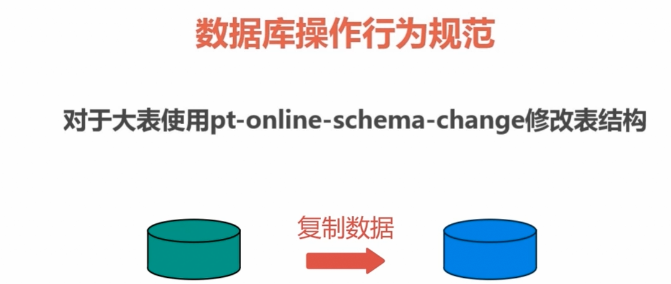 数据库操作行为规范
对于大表使用pt-online-schema-change修改表结构
复制数据